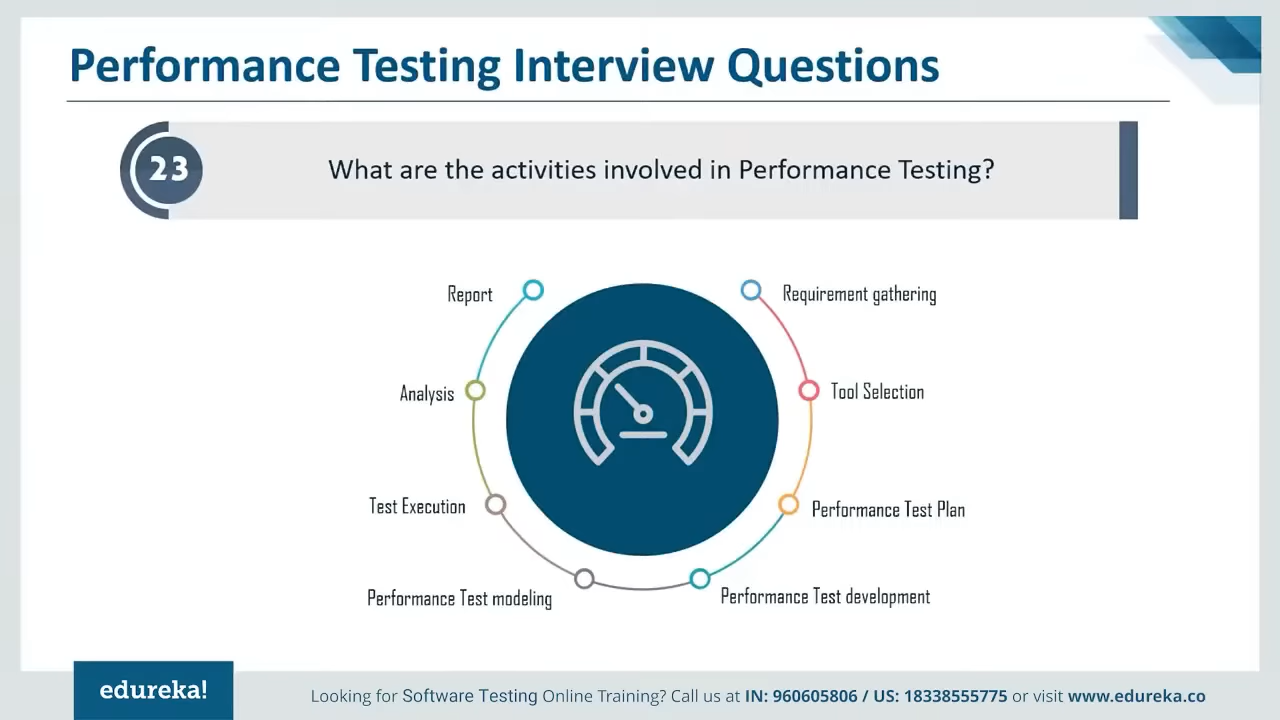 Performance Testing Interview Questions
23
What are the activities involved in Performance Testing?
Report
Requirement gathering
Analysis
Tool Selection
Test Execution
Performance Test Plan
Performance Test modeling
Performance Test development
edureka!
Looking for Software Testing Online Training? Call us at IN: 960605806 / US: 18338555775 or visit www.edureka.co